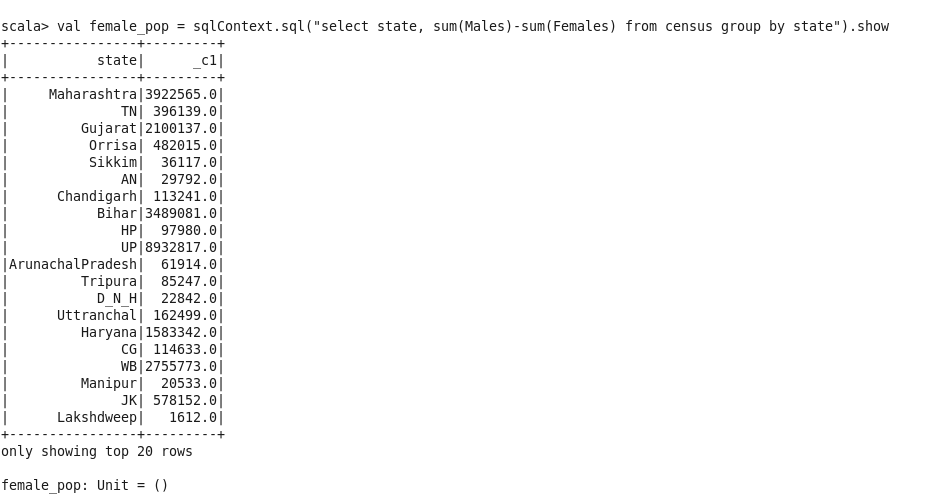 scala> val female_pop = sqlContext.sql("select state, sum(Males)-sum(Females) from census group by state").show
+----------------+---------+
|           state|      _c1|
+----------------+---------+
|     Maharashtra|3922565.0|
|              TN| 396139.0|
|         Gujarat|2100137.0|
|          Orrisa| 482015.0|
|          Sikkim|  36117.0|
|              AN|  29792.0|
|      Chandigarh| 113241.0|
|           Bihar|3489081.0|
|              HP|  97980.0|
|              UP|8932817.0|
|ArunachalPradesh|  61914.0|
|         Tripura|  85247.0|
|           D_N_H|  22842.0|
|      Uttranchal| 162499.0|
|         Haryana|1583342.0|
|              CG| 114633.0|
|              WB|2755773.0|
|         Manipur|  20533.0|
|              JK| 578152.0|
|      Lakshdweep|   1612.0|
+----------------+---------+
only showing top 20 rows
female_pop: Unit = ()